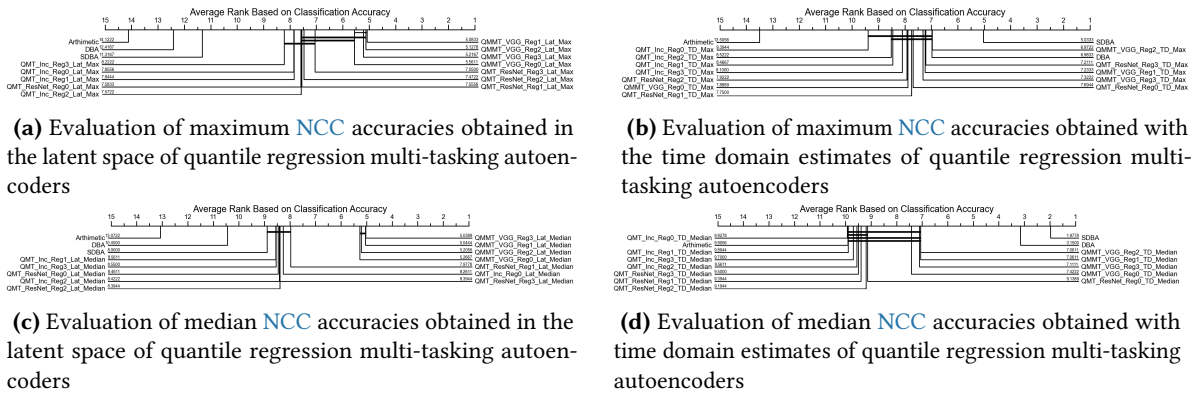 Average Rank Based on Classification Accuracy
15 14 13 12 11 10 9 8 7 6 5 4 3 2 1
Arthimetic
DBA
SDBA
QMT_Inc_Reg3_Lat_Max
QMT_Inc_Reg0_Lat_Max
QMT_Inc_Reg1_Lat_Max
QMT_ResNet_Reg0_Lat_Max
QMT_Inc_Reg2_Lat_Max
QMMT_VGG_Reg1_Lat_Max
QMMT_VGG_Reg2_Lat_Max
QMMT_VGG_Reg3_Lat_Max
QMMT_VGG_Reg0_Lat_Max
QMT_ResNet_Reg3_Lat_Max
QMT_ResNet_Reg2_Lat_Max
QMT_ResNet_Reg1_Lat_Max
(a) Evaluation of maximum NCC accuracies obtained in
the latent space of quantile regression multi-tasking autoen-
coders
Average Rank Based on Classification Accuracy
15 14 13 12 11 10 9 8 7 6 5 4 3 2 1
Arthimetic
QMT_Inc_Reg0_TD_Max
QMT_Inc_Reg2_TD_Max
QMT_Inc_Reg1_TD_Max
QMT_Inc_Reg3_TD_Max
QMT_ResNet_Reg2_TD_Max
QMMT_VGG_Reg0_TD_Max
QMT_ResNet_Reg1_TD_Max
SDBA
QMMT_VGG_Reg2_TD_Max
DBA
QMT_ResNet_Reg3_TD_Max
QMMT_VGG_Reg1_TD_Max
QMMT_VGG_Reg3_TD_Max
QMT_ResNet_Reg0_TD_Max
(b) Evaluation of maximum NCC accuracies obtained with
the time domain estimates of quantile regression multi-
tasking autoencoders
Average Rank Based on Classification Accuracy
15 14 13 12 11 10 9 8 7 6 5 4 3 2 1
Arthimetic
DBA
SDBA
QMT_Inc_Reg1_Lat_Median
QMT_Inc_Reg3_Lat_Median
QMT_ResNet_Reg0_Lat_Median
QMT_Inc_Reg2_Lat_Median
QMT_ResNet_Reg2_Lat_Median
QMMT_VGG_Reg3_Lat_Median
QMMT_VGG_Reg1_Lat_Median
QMMT_VGG_Reg2_Lat_Median
QMMT_VGG_Reg0_Lat_Median
QMT_ResNet_Reg1_Lat_Median
QMT_Inc_Reg0_Lat_Median
QMT_ResNet_Reg3_Lat_Median
(c) Evaluation of median NCC accuracies obtained in the
latent space of quantile regression multi-tasking autoen-
coders
Average Rank Based on Classification Accuracy
15 14 13 12 11 10 9 8 7 6 5 4 3 2 1
QMT_Inc_Reg0_TD_Median
Arthimetic
QMT_Inc_Reg1_TD_Median
QMT_Inc_Reg3_TD_Median
QMT_Inc_Reg2_TD_Median
QMT_ResNet_Reg3_TD_Median
QMT_ResNet_Reg1_TD_Median
QMT_ResNet_Reg2_TD_Median
SDBA
DBA
QMMT_VGG_Reg2_TD_Median
QMMT_VGG_Reg1_TD_Median
QMMT_VGG_Reg3_TD_Median
QMMT_VGG_Reg0_TD_Median
QMT_ResNet_Reg0_TD_Median
(d) Evaluation of median NCC accuracies obtained with
time domain estimates of quantile regression multi-tasking
autoencoders